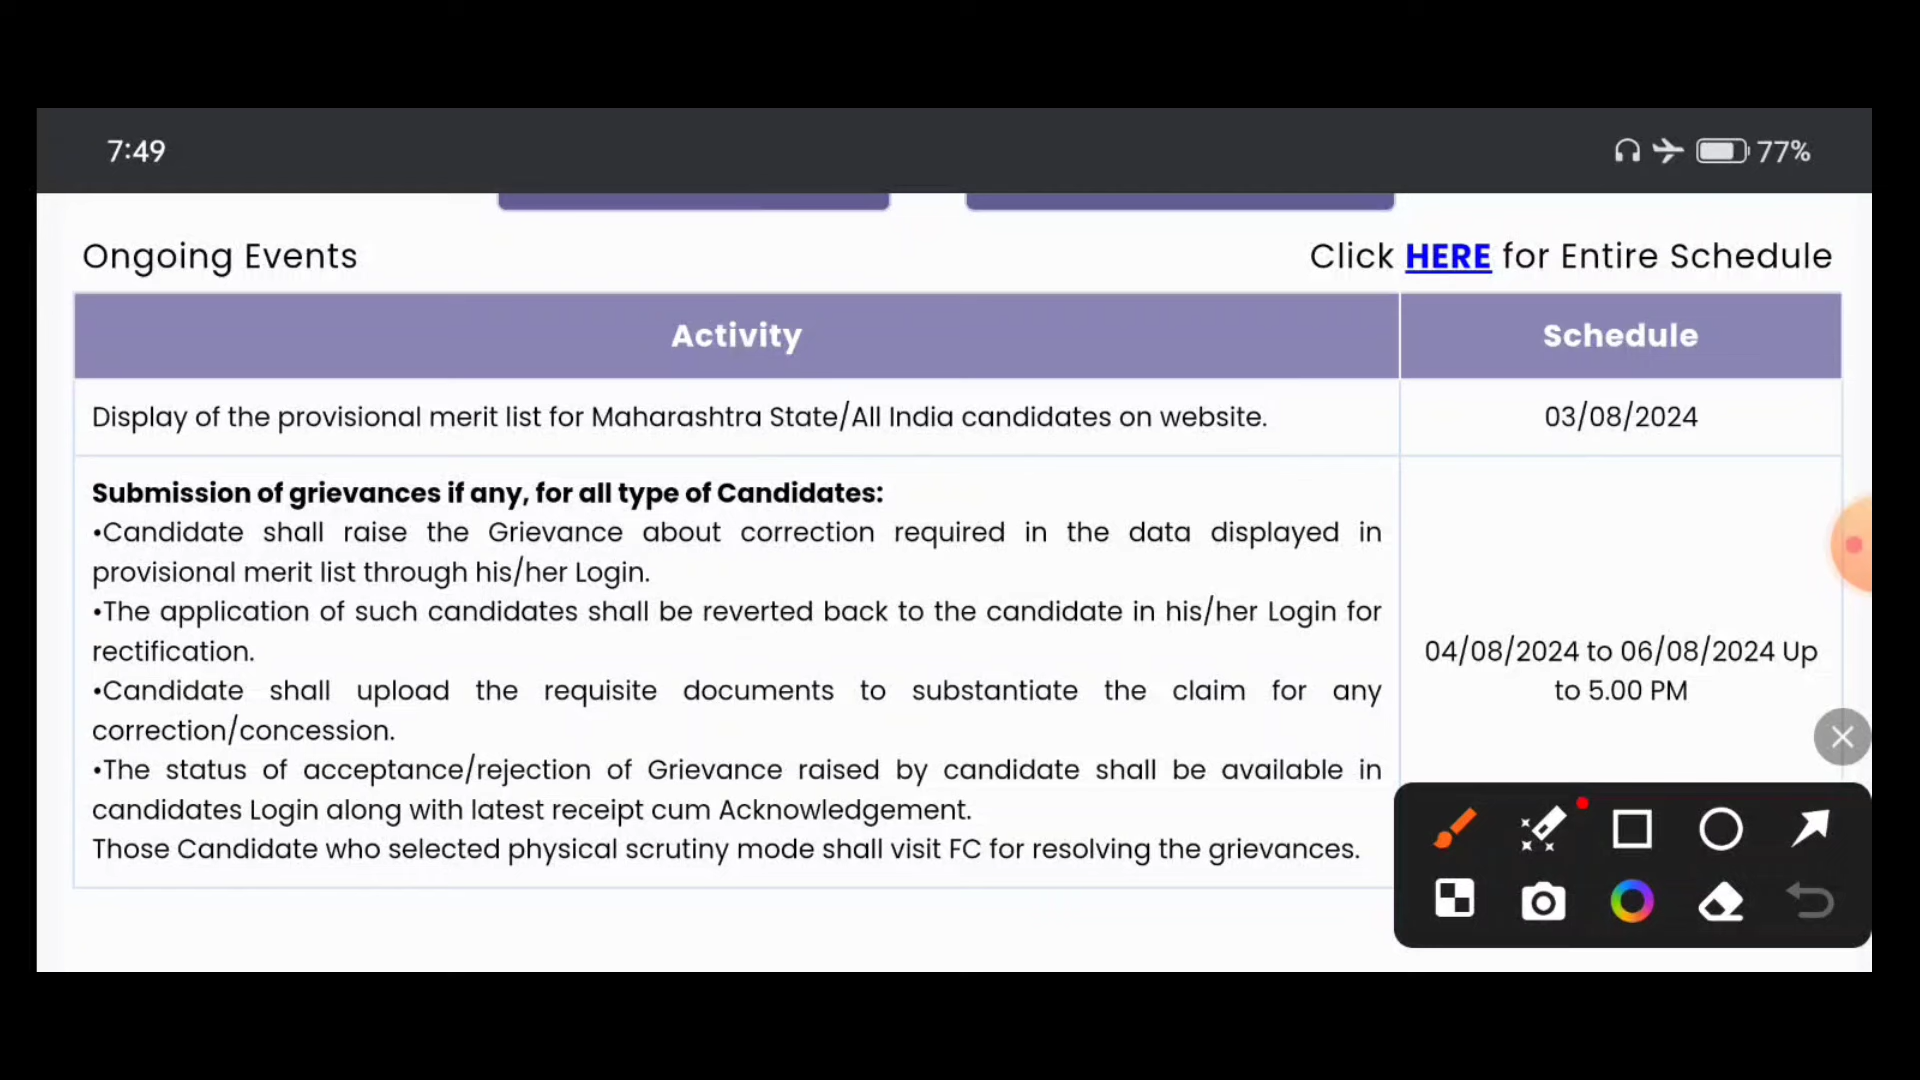 7:49
77%
Ongoing Events
Click HERE for Entire Schedule
Activity
Schedule
Display of the provisional merit list for Maharashtra State/All India candidates on website.
03/08/2024
Submission of grievances if any, for all type of Candidates:
•Candidate shall raise the Grievance about correction required in the data displayed in
provisional merit list through his/her Login.
•The application of such candidates shall be reverted back to the candidate in his/her Login for
rectification.
•Candidate shall upload the requisite documents to substantiate the claim for any
correction/concession.
•The status of acceptance/rejection of Grievance raised by candidate shall be available in
candidates Login along with latest receipt cum Acknowledgement.
Those Candidate who selected physical scrutiny mode shall visit FC for resolving the grievances.
04/08/2024 to 06/08/2024 Up
to 5.00 PM